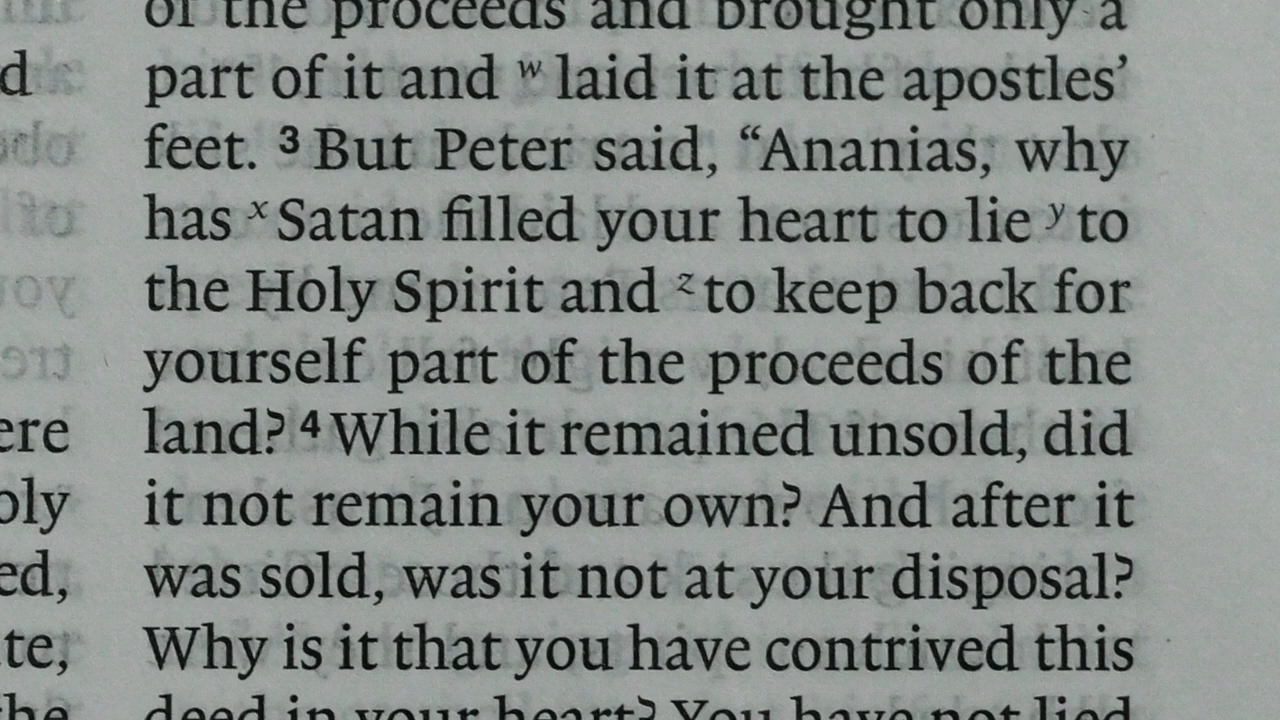 of the proceeds and brought only a
part of it and w laid it at the apostles’
feet. 3 But Peter said, “Ananias, why
has x Satan filled your heart to lie y to
the Holy Spirit and z to keep back for
yourself part of the proceeds of the
land? 4 While it remained unsold, did
it not remain your own? And after it
was sold, was it not at your disposal?
Why is it that you have contrived this
deed in your heart? You have not lied